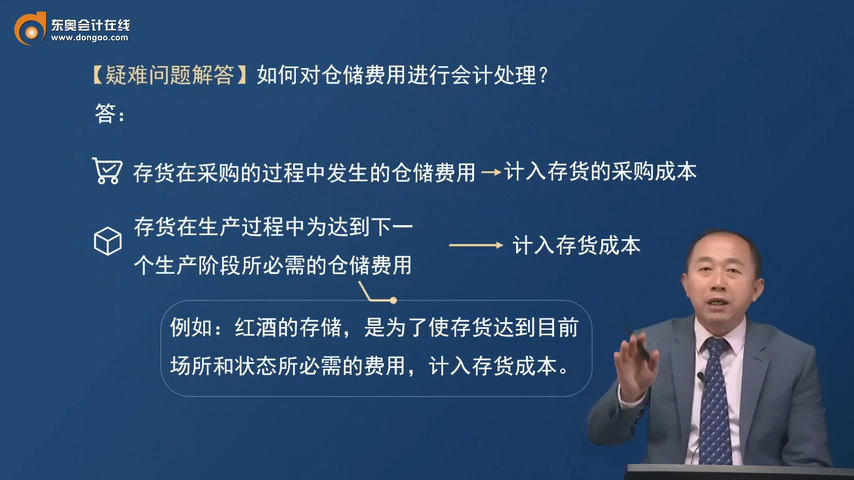 东奥会计在线
www.dongao.com
【疑难问题解答】如何对仓储费用进行会计处理？
答：
存货在采购的过程中发生的仓储费用→计入存货的采购成本
存货在生产过程中为达到下一
个生产阶段所必需的仓储费用
计入存货成本
例如：红酒的存储，是为了使存货达到目前
场所和状态所必需的费用，计入存货成本。